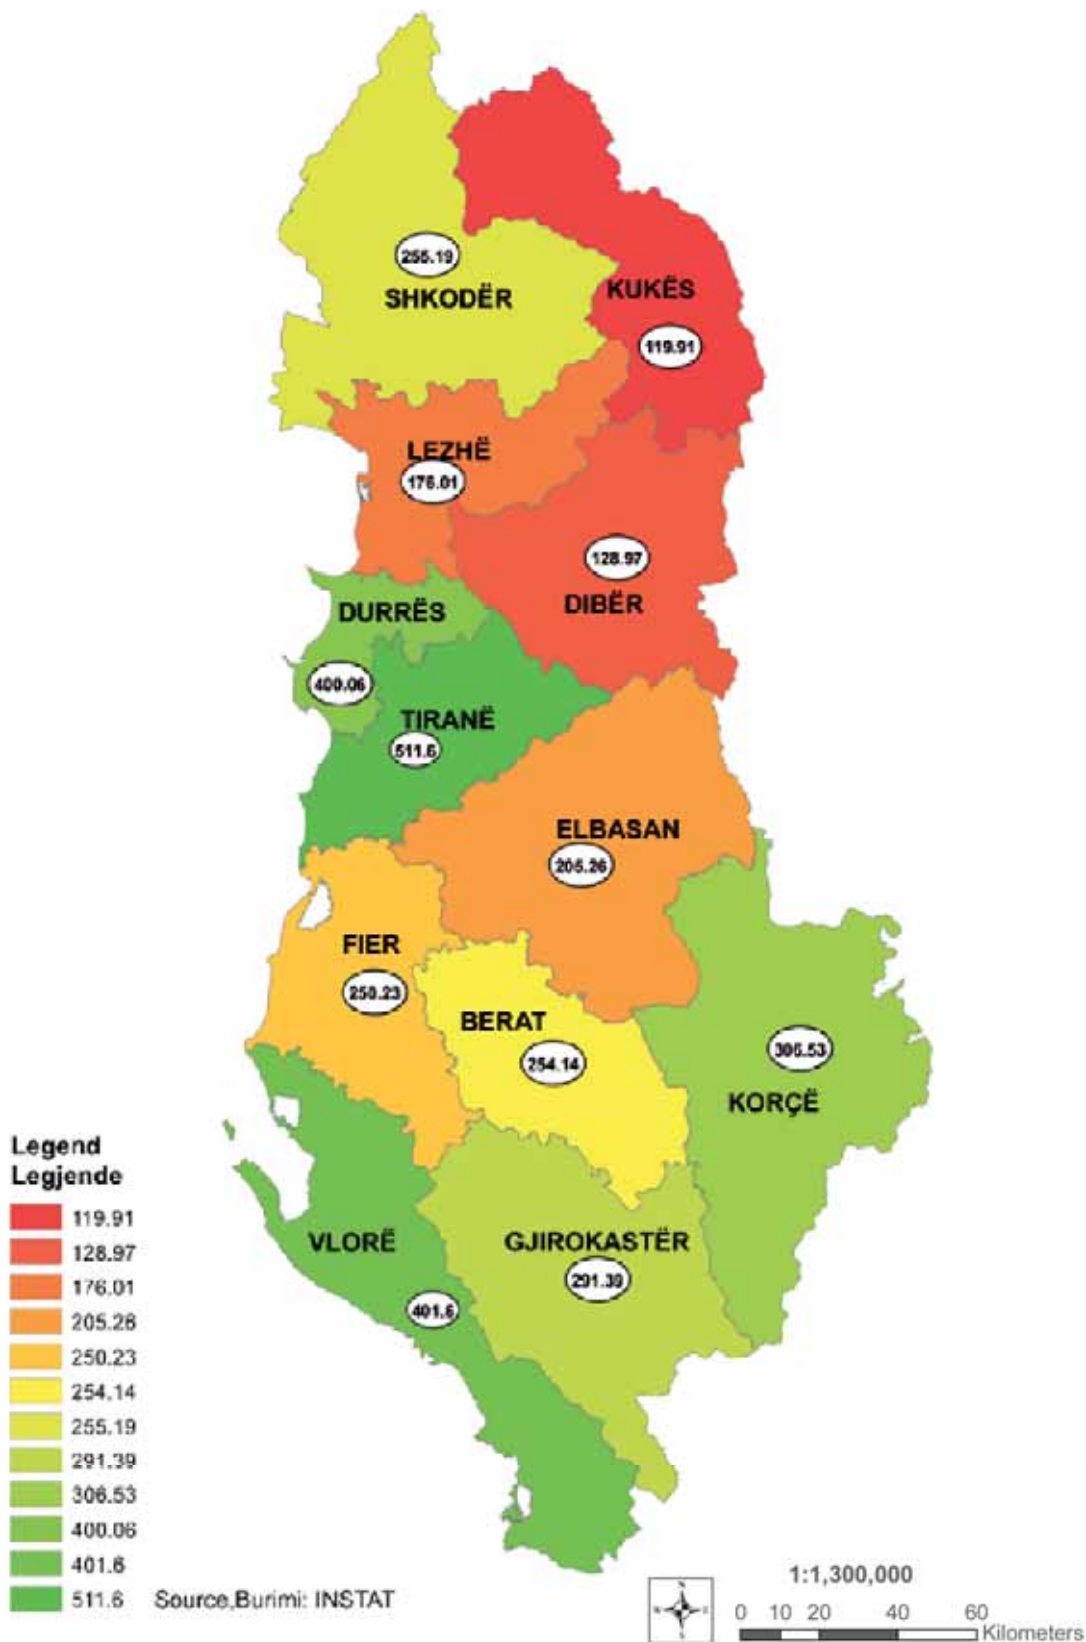 255.19
SHKODËR
KUKËS
119.91
LEZHË
176.01
128.97
DIBËR
DURRËS
400.06
TIRANË
511.6
ELBASAN
205.26
FIER
250.23
BERAT
254.14
306.53
KORÇË
VLORË
GJIROKASTËR
291.39
401.6
Legend
Legjende
119.91
128.97
176.01
205.28
250.23
254.14
255.19
291.39
306.53
400.06
401.6
511.6 Source,Burimi: INSTAT
1:1,300,000
N
W E
S
0 10 20 40 60
Kilometers